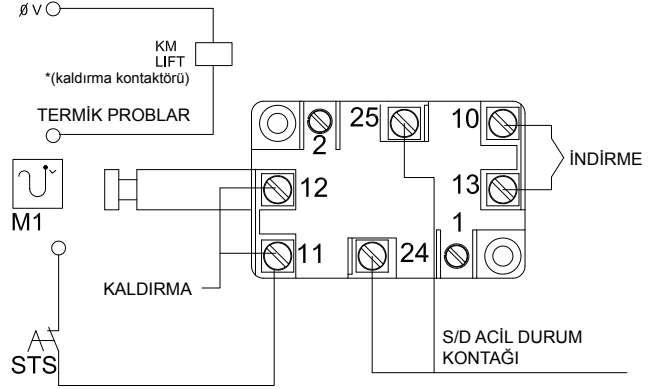 Ø V
KM
LIFT
*(kaldırma kontaktörü)
TERMİK PROBLAR
25
10
2
İNDİRME
12
13
M1
1
11
24
KALDIRMA
S/D ACİL DURUM
KONTAĞI
STS